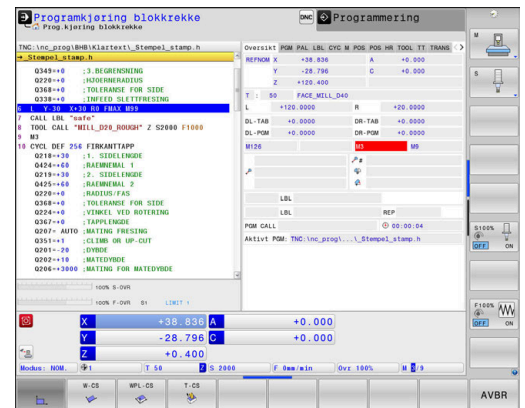 Programkjøring blokkrekke
Prog.kjøring blokkrekke
DNC
Programmering
TNC:\nc_prog\BHB\Klartext\_Stempel_stamp.h
→_Stempel_stamp.h
Q349=+0 ;3.BEGRENSNING
Q220=+0 ;HJOERNERADIUS
Q368=+0 ;TOLERANSE FOR SIDE
Q338=+0 ;INFEED SLETTFRESING
6 L Y-30 X+30 R0 FMAX M99
7 CALL LBL "safe"
8 TOOL CALL "MILL_D20_ROUGH" Z S2000 F1000
9 M3
10 CYCL DEF 256 FIRKANTTAPP
Q218=+30 ;1. SIDELENGDE
Q424=+60 ;RAEMNEMAL 1
Q219=+30 ;2. SIDELENGDE
Q425=+60 ;RAEMNEMAL 2
Q220=+0 ;RADIUS/FAS
Q368=+0 ;TOLERANSE FOR SIDE
Q224=+0 ;VINKEL VED ROTERING
Q367=+0 ;TAPPLENGDE
Q207= AUTO ;MATING FRESING
Q351=+1 ;CLIMB OR UP-CUT
Q201=-20 ;DYBDE
Q202=+10 ;MATEDYBDE
Q206=+3000 ;MATING FOR MATEDYBDE
100% S-OVR
100% F-OVR S1 LIMIT 1
Oversikt PGM PAL LBL CYC M POS POS HR TOOL TT TRANS
REFNOM X +38.836 A +0.000
Y -28.796 C +0.000
Z +120.400
T : 50 FACE_MILL_D40
L +120.0000 R +20.0000
DL-TAB +0.0000 DR-TAB +0.0000
DL-PGM +0.0000 DR-PGM +0.0000
M126 M3 M9
LBL
LBL REP
PGM CALL 00:00:04
Aktivt PGM: TNC:\nc_prog\...\_Stempel_stamp.h
X +38.836 A +0.000
Y -28.796 C +0.000
Z +0.400
Modus: NOM. 1 T 50 Z S 2000 F 0mm/min Ovr 100% M 3/9
W-CS WPL-CS T-CS
AVBR
M
S
S100%
OFF ON
F100%
OFF ON